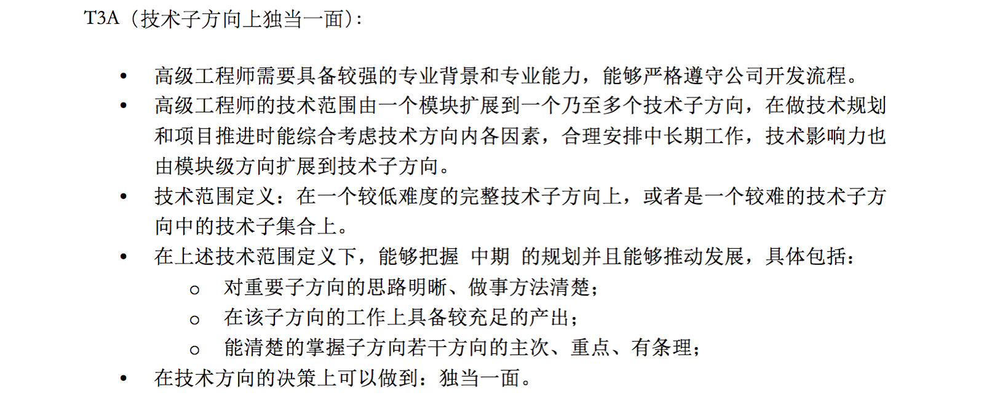 T3A（技术子方向上独当一面）：
• 高级工程师需要具备较强的专业背景和专业能力，能够严格遵守公司开发流程。
• 高级工程师的技术范围由一个模块扩展到一个乃至多个技术子方向，在做技术规划
和项目推进时能综合考虑技术方向内各因素，合理安排中长期工作，技术影响力也
由模块级方向扩展到技术子方向。
• 技术范围定义：在一个较低难度的完整技术子方向上，或者是一个较难的技术子方
向中的技术子集合上。
• 在上述技术范围定义下，能够把握 中期 的规划并且能够推动发展，具体包括：
o 对重要子方向的思路明晰、做事方法清楚；
o 在该子方向的工作上具备较充足的产出；
o 能清楚的掌握子方向若干方向的主次、重点、有条理；
• 在技术方向的决策上可以做到：独当一面。